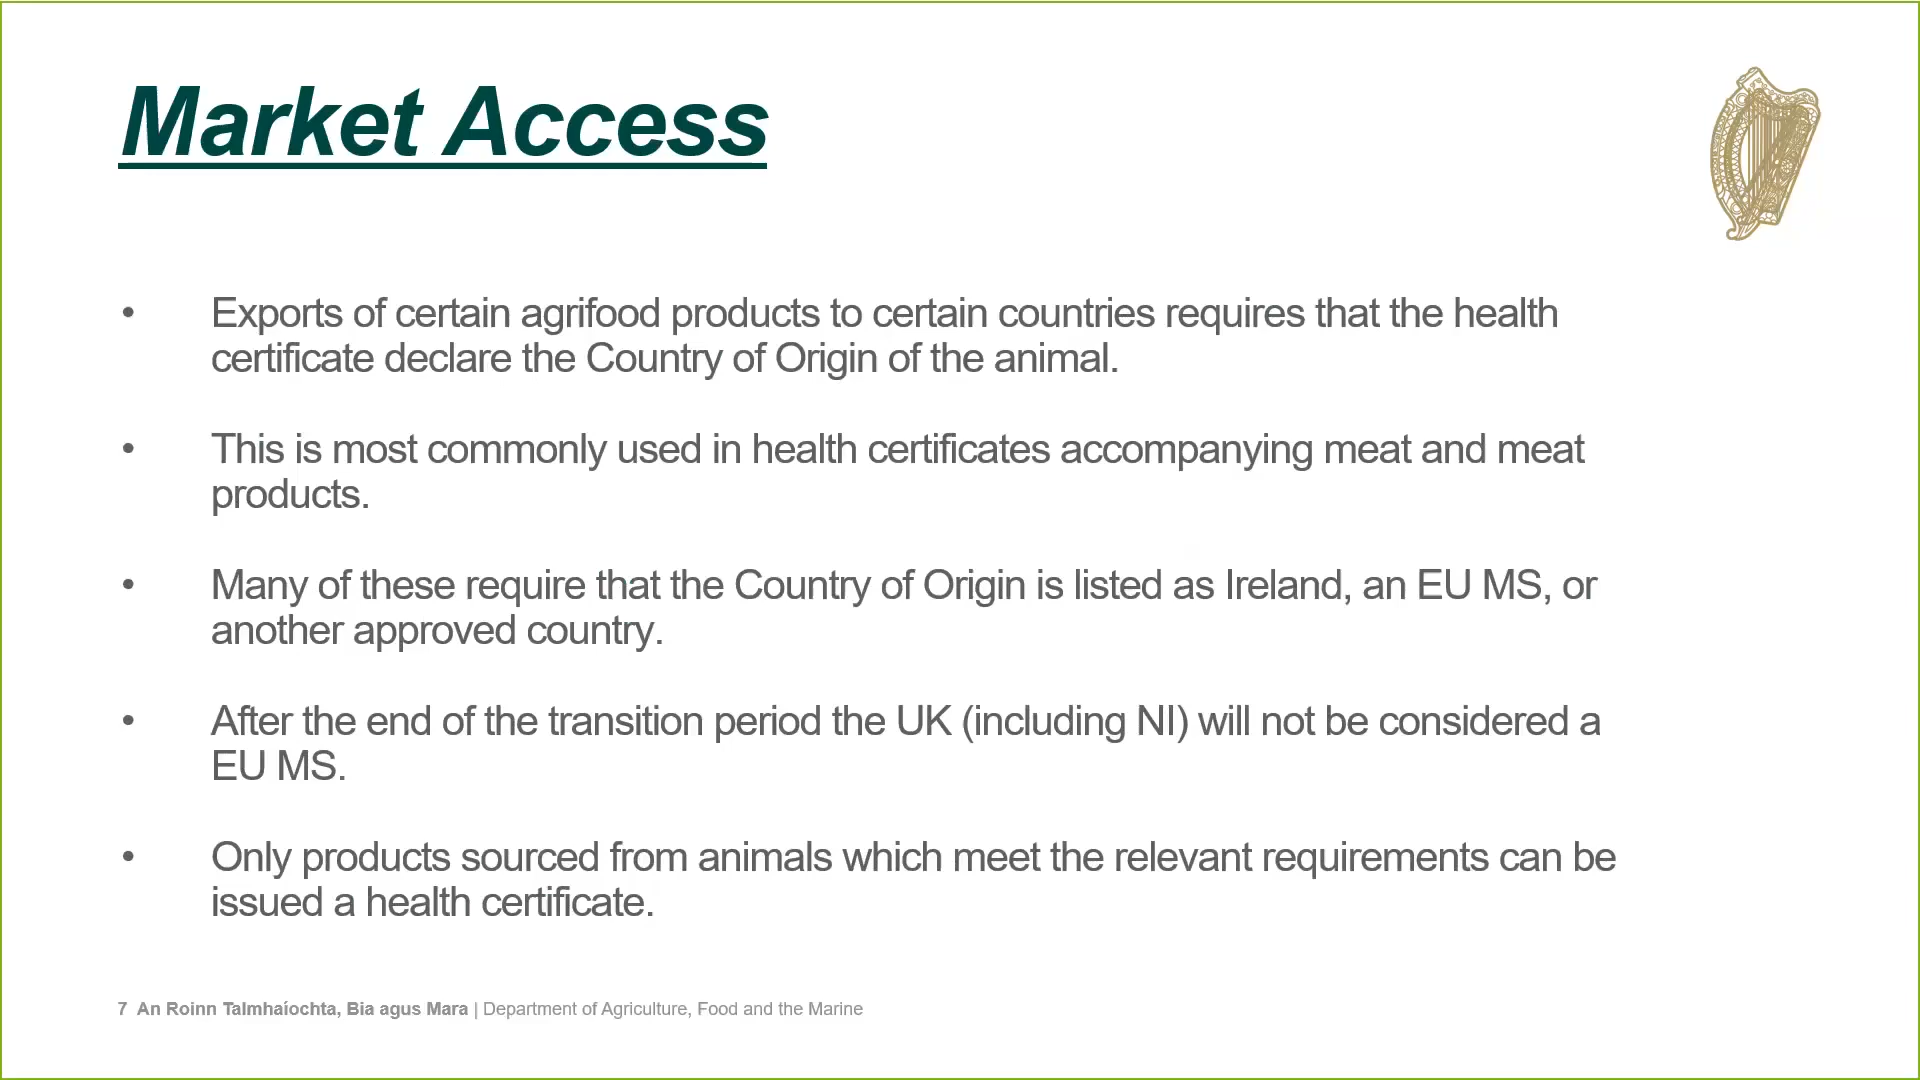 Market Access
• Exports of certain agrifood products to certain countries requires that the health
certificate declare the Country of Origin of the animal.
• This is most commonly used in health certificates accompanying meat and meat
products.
• Many of these require that the Country of Origin is listed as Ireland, an EU MS, or
another approved country.
• After the end of the transition period the UK (including NI) will not be considered a
EU MS.
• Only products sourced from animals which meet the relevant requirements can be
issued a health certificate.
7 An Roinn Talmhaíochta, Bia agus Mara | Department of Agriculture, Food and the Marine